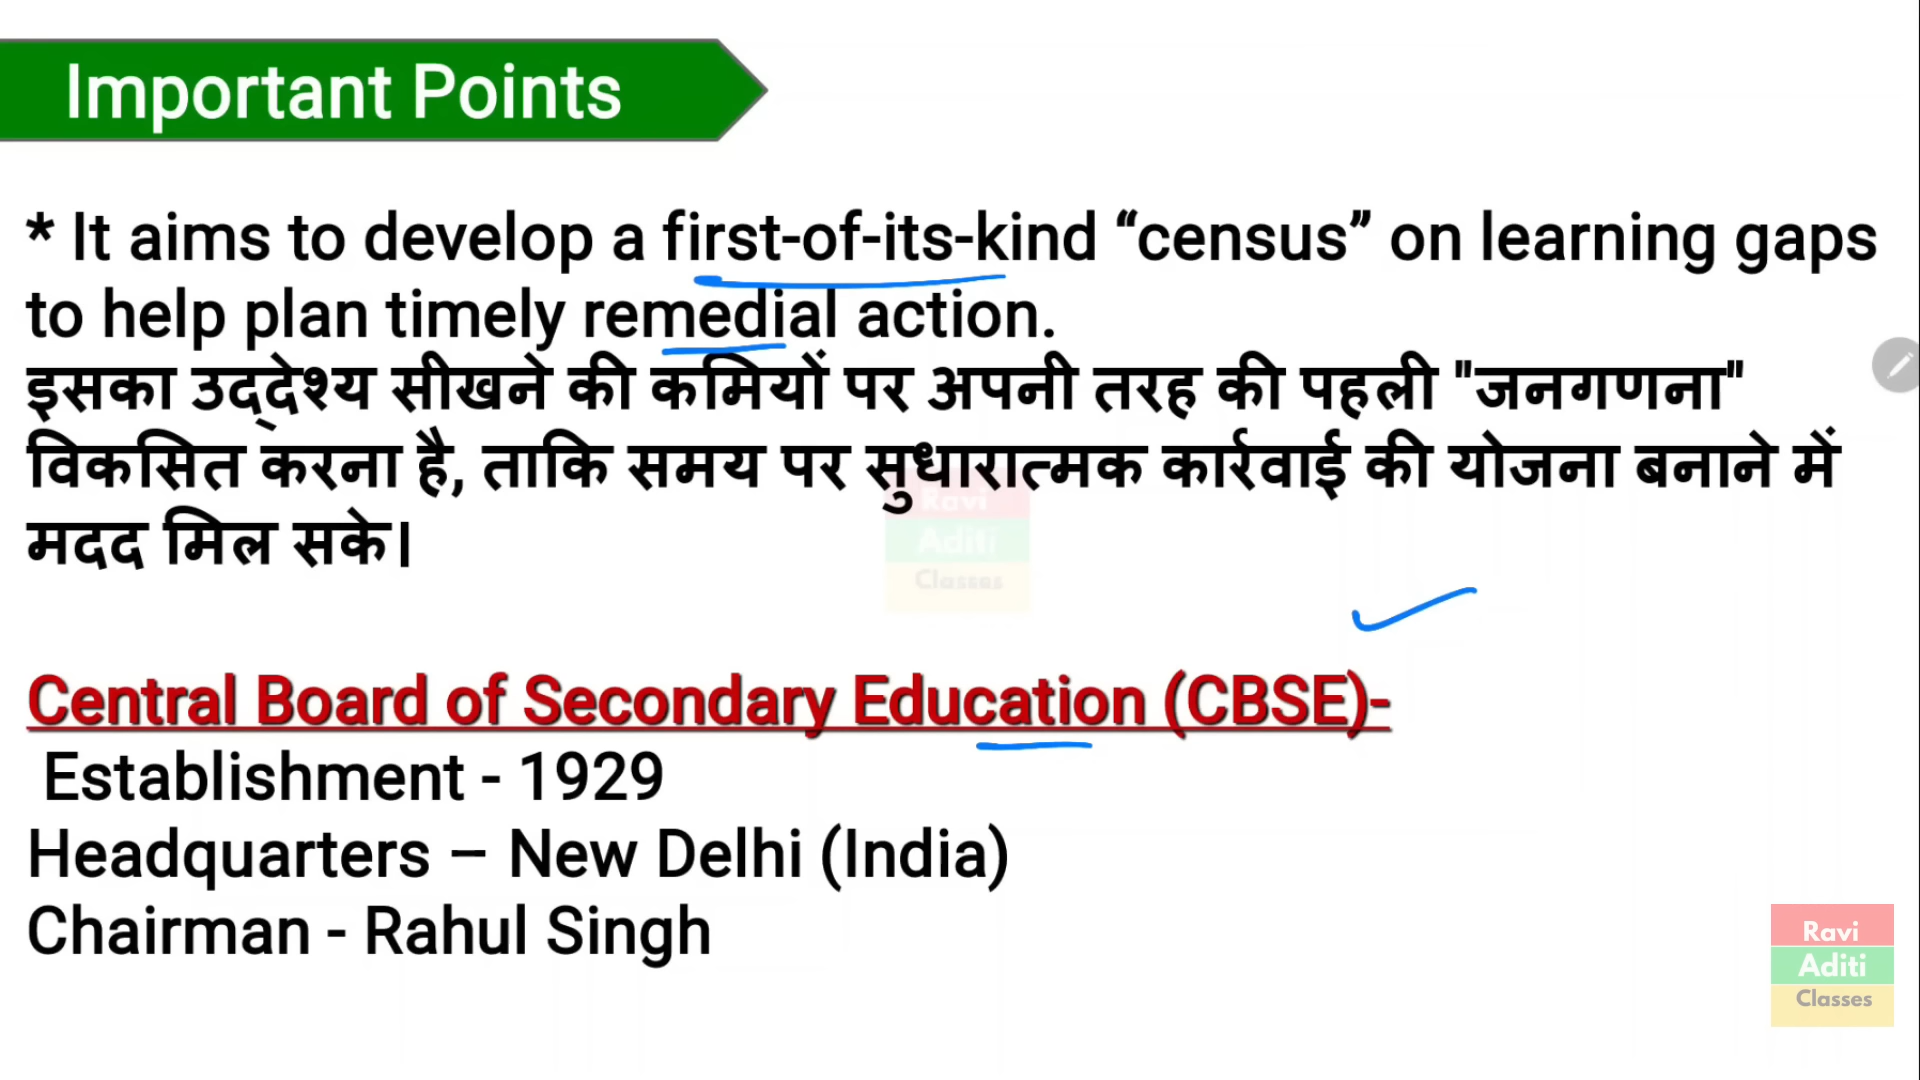 Important Points
* It aims to develop a first-of-its-kind “census” on learning gaps
to help plan timely remedial action.
इसका उद्देश्य सीखने की कमियों पर अपनी तरह की पहली "जनगणना"
विकसित करना है, ताकि समय पर सुधारात्मक कार्रवाई की योजना बनाने में
मदद मिल सके।
Ravi
Aditi
Classes
Central Board of Secondary Education (CBSE)-
Establishment - 1929
Headquarters – New Delhi (India)
Chairman - Rahul Singh
Ravi
Aditi
Classes